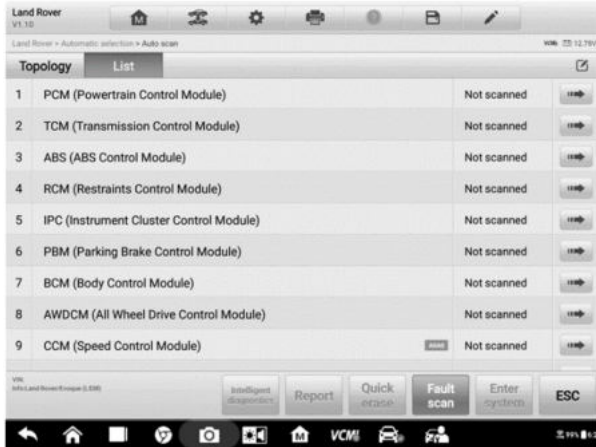 Land Rover
V1.10
Land Rover > Automatic selection > Auto scan
12.78V
Topology List
1 PCM (Powertrain Control Module) Not scanned
2 TCM (Transmission Control Module) Not scanned
3 ABS (ABS Control Module) Not scanned
4 RCM (Restraints Control Module) Not scanned
5 IPC (Instrument Cluster Control Module) Not scanned
6 PBM (Parking Brake Control Module) Not scanned
7 BCM (Body Control Module) Not scanned
8 AWDCM (All Wheel Drive Control Module) Not scanned
9 CCM (Speed Control Module) Not scanned
VIN:
Intelligent diagnostics Report Quick erase Fault scan Enter system ESC
VCMI